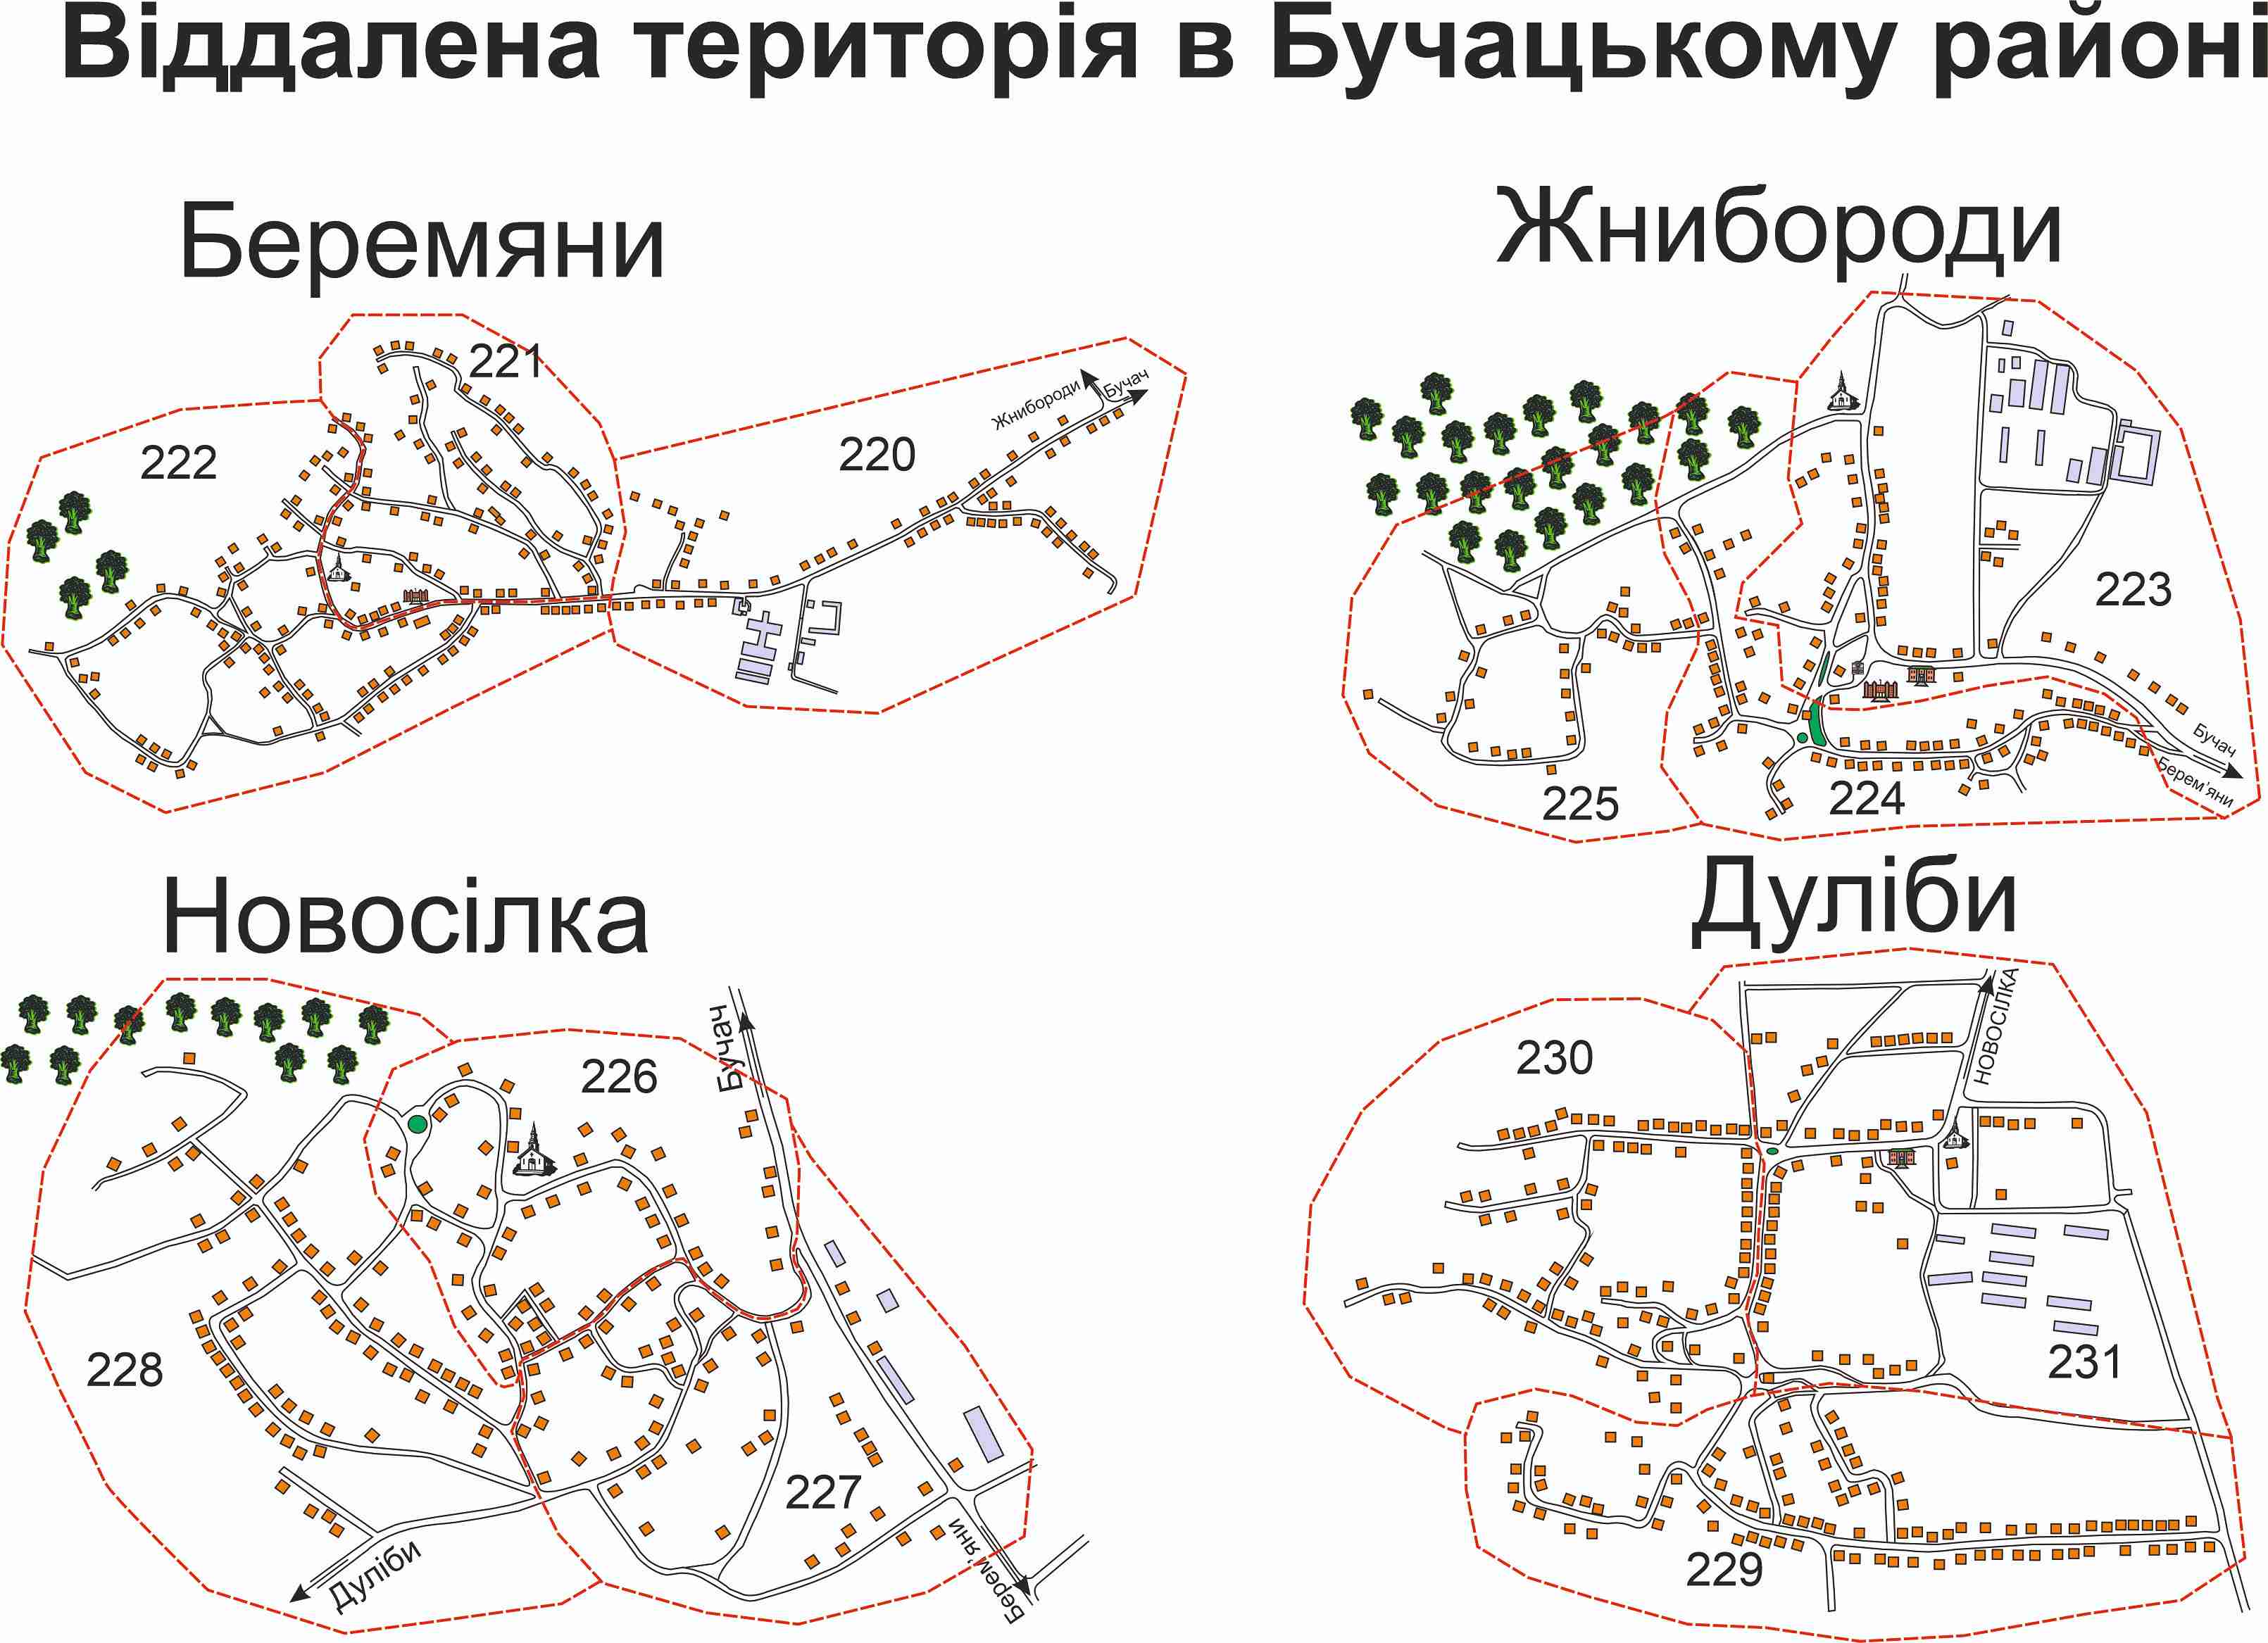 Віддалена територія в Бучацькому районі
Беремяни
221
222
220
Жнибороди
Бучач
Жнибороди
223
225
224
Бучач
Берем'яни
Новосілка
226
228
227
Бучач
Дуліби
Берем'яни
Дуліби
230
231
229
НОВОСІЛКА